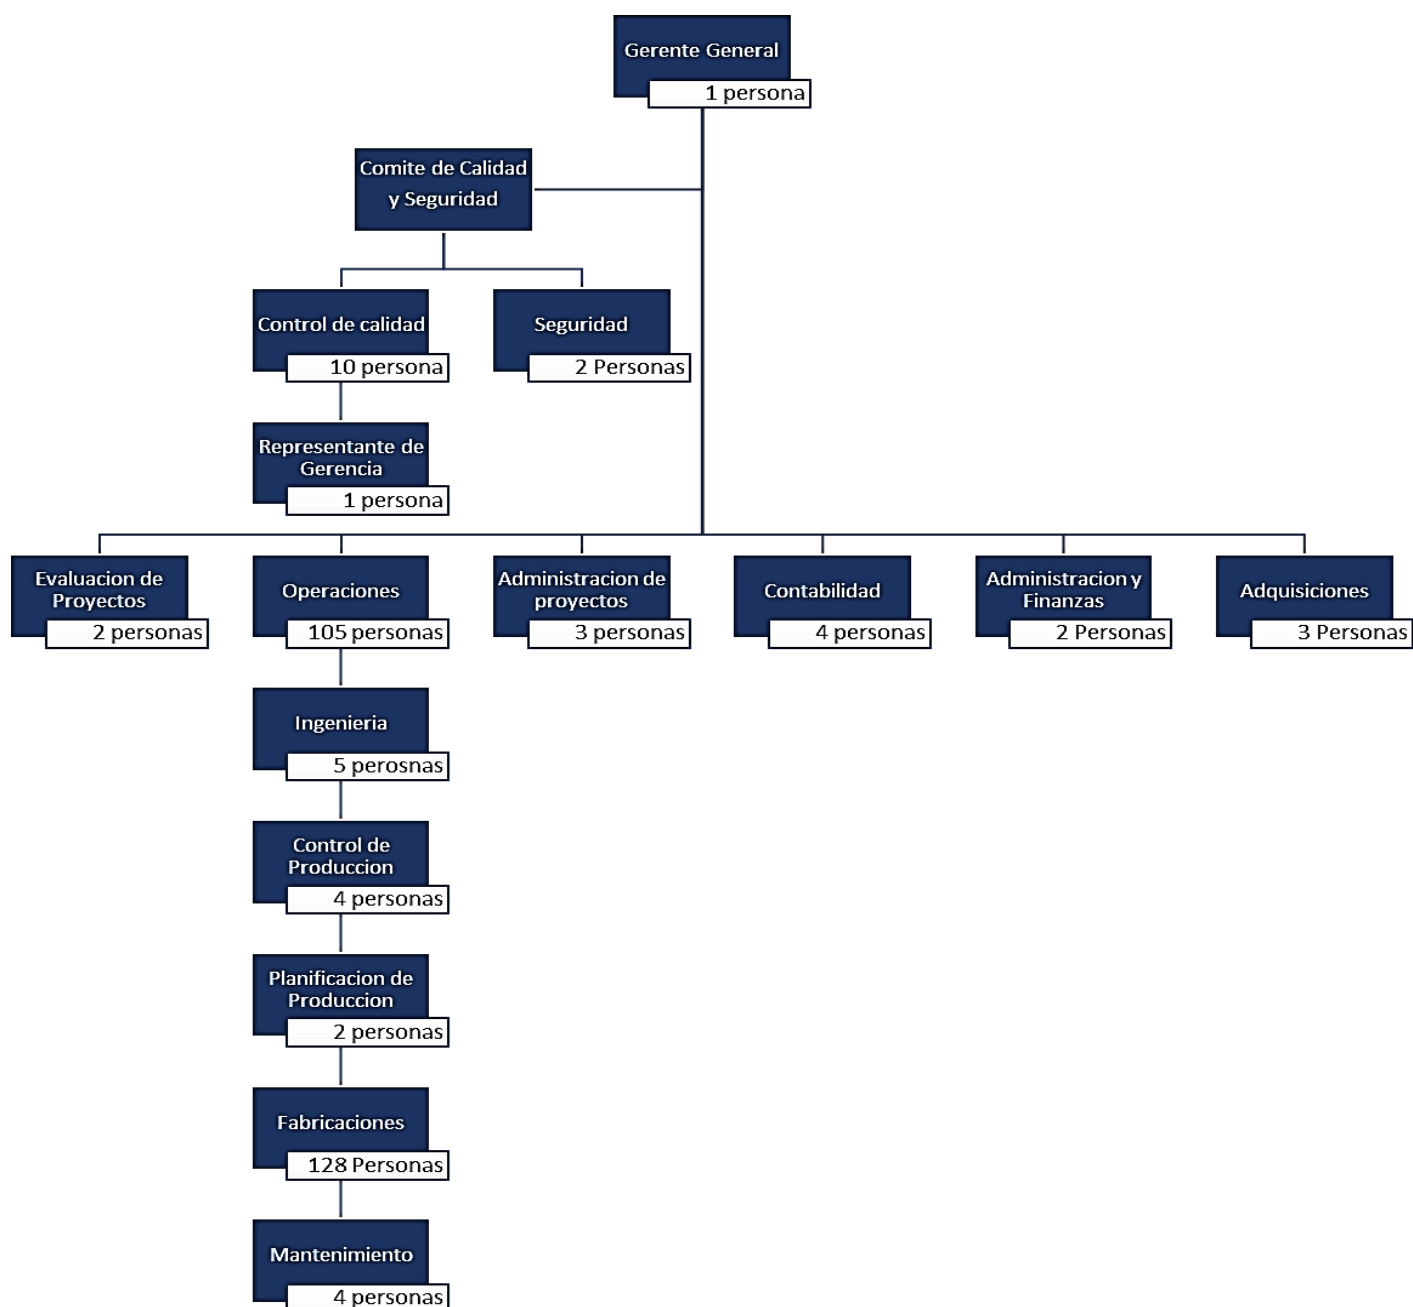 Gerente General
1 persona
Comite de Calidad
y Seguridad
Control de calidad
10 persona
Seguridad
2 Personas
Representante de
Gerencia
1 persona
Evaluacion de
Proyectos
2 personas
Operaciones
105 personas
Administracion de
proyectos
3 personas
Contabilidad
4 personas
Administracion y
Finanzas
2 Personas
Adquisiciones
3 Personas
Ingenieria
5 perosnas
Control de
Produccion
4 personas
Planificacion de
Produccion
2 personas
Fabricaciones
128 Personas
Mantenimiento
4 personas